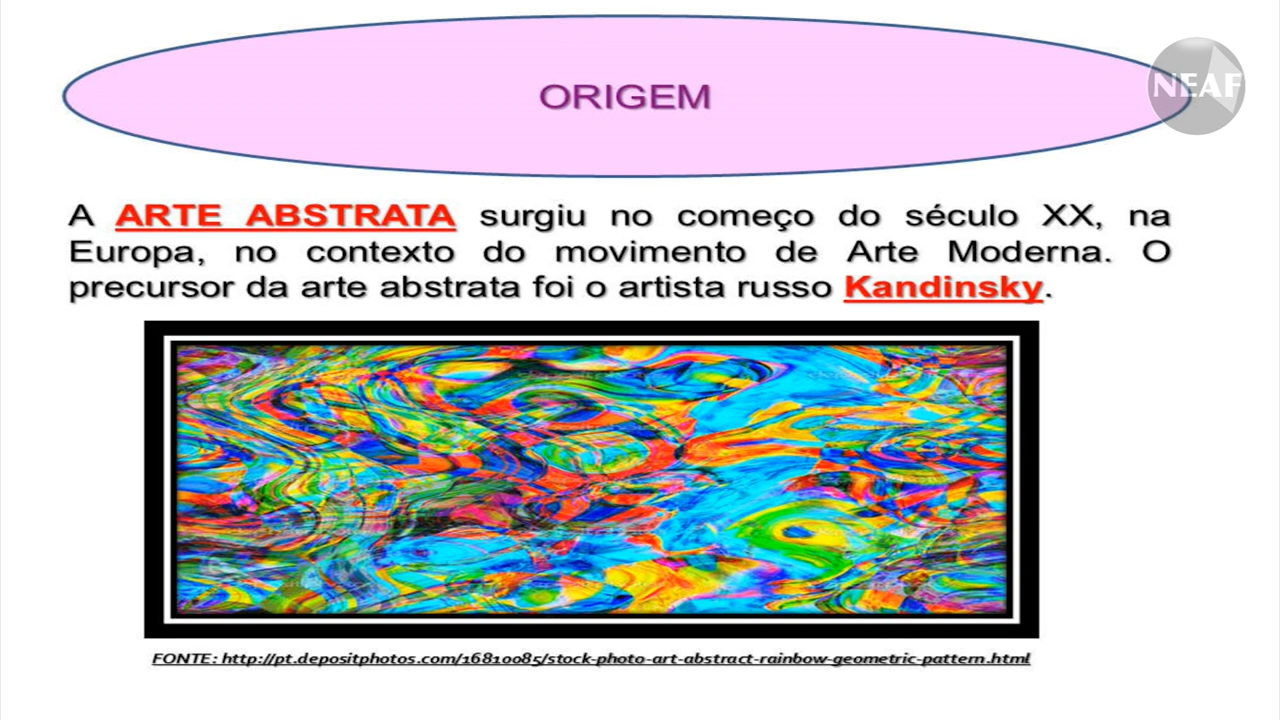 ORIGEM
NEAF
A ARTE ABSTRATA surgiu no começo do século XX, na
Europa, no contexto do movimento de Arte Moderna. O
precursor da arte abstrata foi o artista russo Kandinsky.
FONTE: http://pt.depositphotos.com/16810085/stock-photo-art-abstract-rainbow-geometric-pattern.html